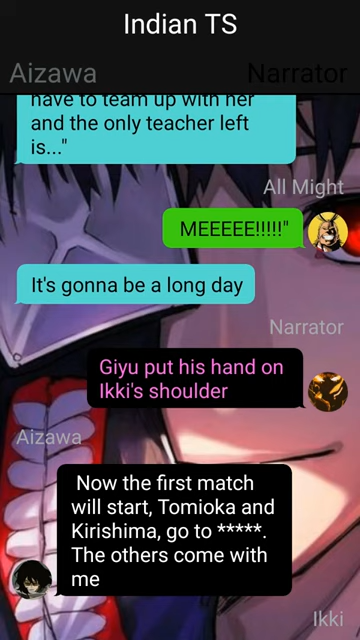 Indian TS
Aizawa
Narrator
have to team up with her
and the only teacher left
is..."
All Might
MEEEEE!!!!!"
It's gonna be a long day
Narrator
Giyu put his hand on
Ikki's shoulder
Aizawa
Now the first match
will start, Tomioka and
Kirishima, go to *****.
The others come with
me
Ikki